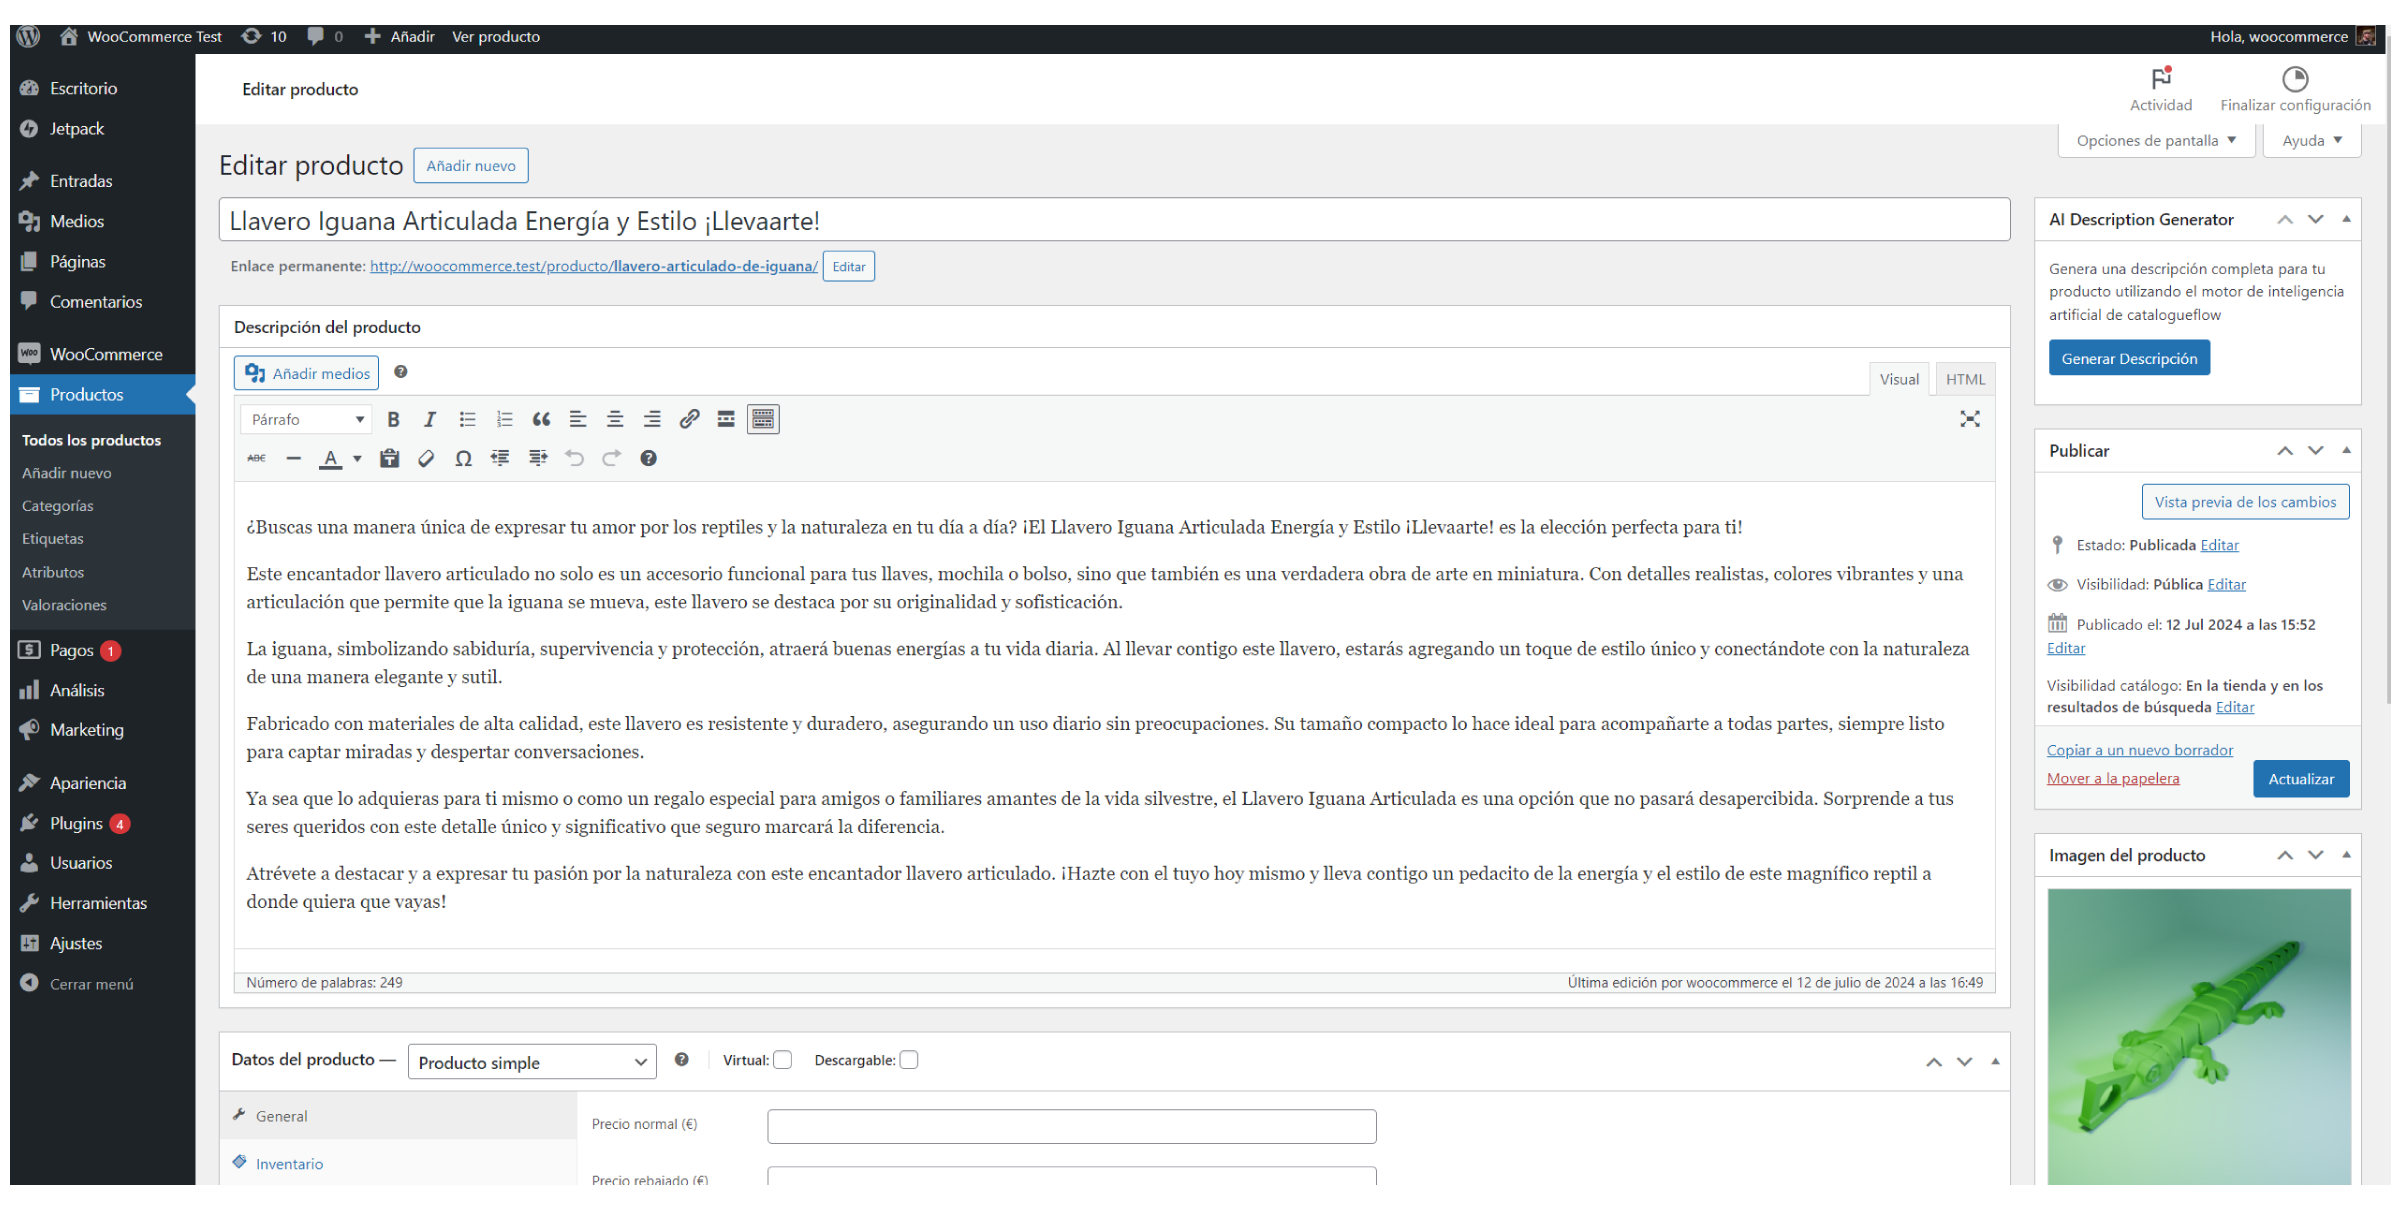 WooCommerce Test 10 0 Añadir Ver producto
Hola, woocommerce
Escritorio
Jetpack
Entradas
Medios
Páginas
Comentarios
Woo WooCommerce
Productos
Todos los productos
Añadir nuevo
Categorías
Etiquetas
Atributos
Valoraciones
Pagos 1
Análisis
Marketing
Apariencia
Plugins 4
Usuarios
Herramientas
Ajustes
Cerrar menú
Editar producto
Actividad
Finalizar configuración
Opciones de pantalla
Ayuda
Editar producto Añadir nuevo
Llavero Iguana Articulada Energía y Estilo ¡Llevaarte!
Enlace permanente: http://woocommerce.test/producto/llavero-articulado-de-iguana/ Editar
Descripción del producto
Añadir medios
Visual HTML
Párrafo B I
ABC A Ω
¿Buscas una manera única de expresar tu amor por los reptiles y la naturaleza en tu día a día? ¡El Llavero Iguana Articulada Energía y Estilo ¡Llevaarte! es la elección perfecta para ti!
Este encantador llavero articulado no solo es un accesorio funcional para tus llaves, mochila o bolso, sino que también es una verdadera obra de arte en miniatura. Con detalles realistas, colores vibrantes y una
articulación que permite que la iguana se mueva, este llavero se destaca por su originalidad y sofisticación.
La iguana, simbolizando sabiduría, supervivencia y protección, atraerá buenas energías a tu vida diaria. Al llevar contigo este llavero, estarás agregando un toque de estilo único y conectándote con la naturaleza
de una manera elegante y sutil.
Fabricado con materiales de alta calidad, este llavero es resistente y duradero, asegurando un uso diario sin preocupaciones. Su tamaño compacto lo hace ideal para acompañarte a todas partes, siempre listo
para captar miradas y despertar conversaciones.
Ya sea que lo adquieras para ti mismo o como un regalo especial para amigos o familiares amantes de la vida silvestre, el Llavero Iguana Articulada es una opción que no pasará desapercibida. Sorprende a tus
seres queridos con este detalle único y significativo que seguro marcará la diferencia.
Atrévete a destacar y a expresar tu pasión por la naturaleza con este encantador llavero articulado. ¡Hazte con el tuyo hoy mismo y lleva contigo un pedacito de la energía y el estilo de este magnífico reptil a
donde quiera que vayas!
Número de palabras: 249
Última edición por woocommerce el 12 de julio de 2024 a las 16:49
Datos del producto — Producto simple Virtual: Descargable:
General
Inventario
Precio normal (€)
Precio rebajado (€)
AI Description Generator
Genera una descripción completa para tu
producto utilizando el motor de inteligencia
artificial de catalogueflow
Generar Descripción
Publicar
Vista previa de los cambios
Estado: Publicada Editar
Visibilidad: Pública Editar
Publicado el: 12 Jul 2024 a las 15:52
Editar
Visibilidad catálogo: En la tienda y en los
resultados de búsqueda Editar
Copiar a un nuevo borrador
Mover a la papelera
Actualizar
Imagen del producto